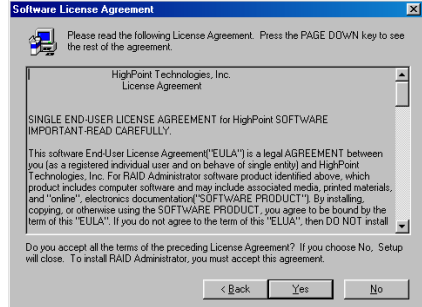 Software License Agreement
Please read the following License Agreement. Press the PAGE DOWN key to see
the rest of the agreement.
HighPoint Technologies, Inc.
License Agreement
SINGLE END-USER LICENSE AGREEMENT for HighPoint SOFTWARE
IMPORTANT-READ CAREFULLY.
This software End-User License Agreement("EULA") is a legal AGREEMENT between
you (as a registered individual user and on behave of single entity) and HighPoint
Technologies, Inc. For RAID Administrator software product identified above, which
product includes computer software and may include associated media, printed materials,
and "online", electronics documentation("SOFTWARE PRODUCT"). By installing,
copying, or otherwise using the SOFTWARE PRODUCT, you agree to be bound by the
term of this "EULA". If you do not agree to the term of this "ELUA", then DO NOT install
Do you accept all the terms of the preceding License Agreement? If you choose No, Setup
will close. To install RAID Administrator, you must accept this agreement.
< Back Yes No